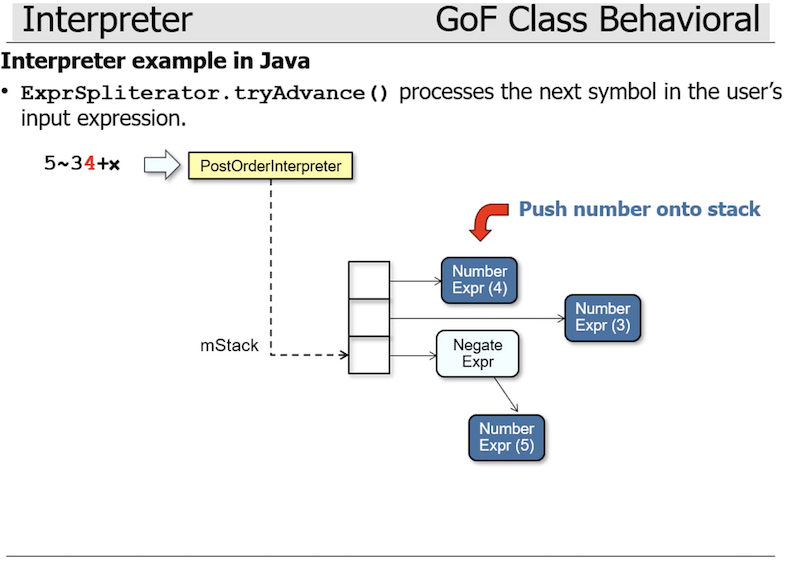 Interpreter GoF Class Behavioral
Interpreter example in Java
• ExprSpliterator.tryAdvance() processes the next symbol in the user's
input expression.
5~34+x
PostOrderInterpreter
Push number onto stack
Number
Expr (4)
Number
Expr (3)
mStack
Negate
Expr
Number
Expr (5)